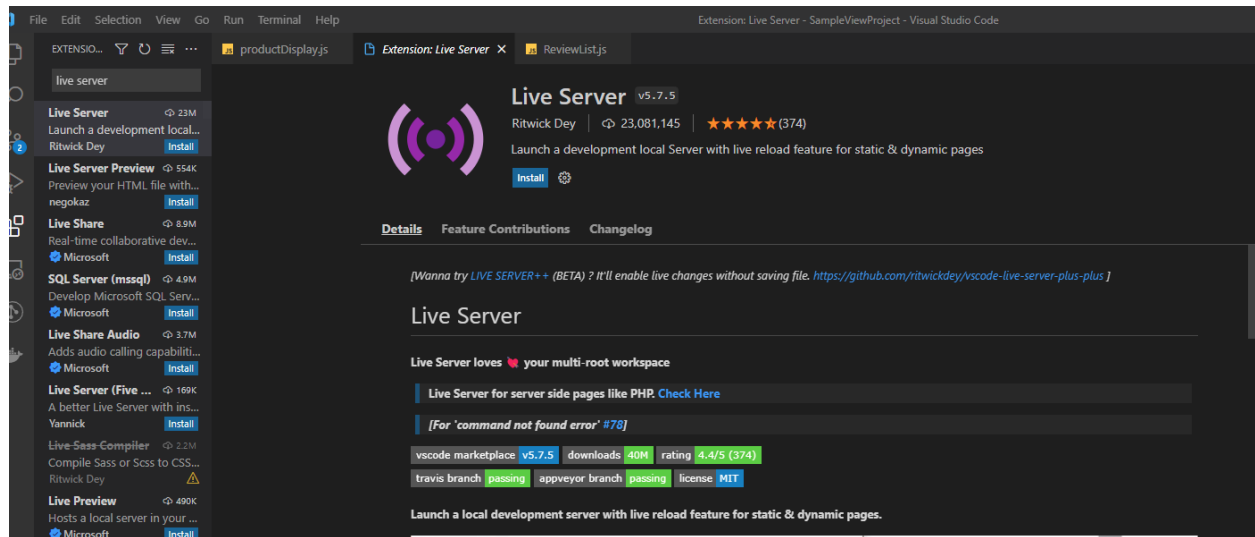 File Edit Selection View Go Run Terminal Help
Extension: Live Server - SampleViewProject - Visual Studio Code
EXTENSIO...
JS productDisplay.js
Extension: Live Server
JS ReviewList.js
live server
Live Server 23M
Launch a development local...
Ritwick Dey Install
Live Server Preview 554K
Preview your HTML file with...
negokaz Install
Live Share 8.9M
Real-time collaborative dev...
Microsoft Install
SQL Server (mssql) 4.9M
Develop Microsoft SQL Serv...
Microsoft Install
Live Share Audio 3.7M
Adds audio calling capabiliti...
Microsoft Install
Live Server (Five ... 169K
A better Live Server with ins...
Yannick Install
Live Sass Compiler 2.2M
Compile Sass or Scss to CSS...
Ritwick Dey
Live Preview 490K
Hosts a local server in your ...
Microsoft Install
2
Live Server v5.7.5
Ritwick Dey 23,081,145 (374)
Launch a development local Server with live reload feature for static & dynamic pages
Install
Details Feature Contributions Changelog
[Wanna try LIVE SERVER++ (BETA) ? It'll enable live changes without saving file. https://github.com/ritwickdey/vscode-live-server-plus-plus ]
Live Server
Live Server loves 💘 your multi-root workspace
Live Server for server side pages like PHP. Check Here
[For 'command not found error' #78]
vscode marketplace v5.7.5 downloads 40M rating 4.4/5 (374)
travis branch passing appveyor branch passing license MIT
Launch a local development server with live reload feature for static & dynamic pages.